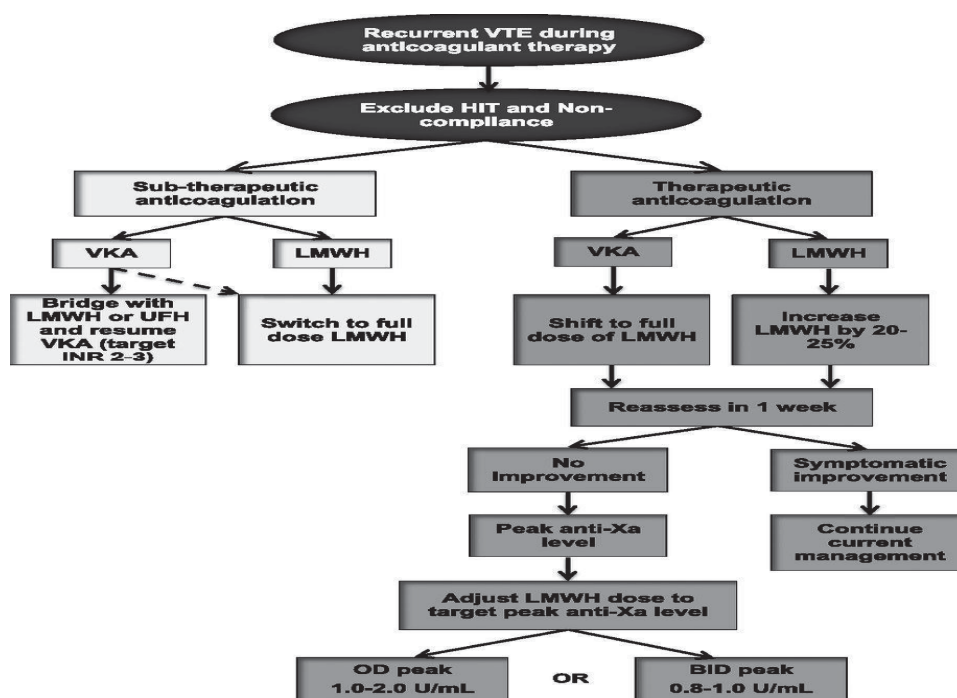 Recurrent VTE during
anticoagulant therapy
Exclude HIT and Non-
compliance
Sub-therapeutic
anticoagulation
Therapeutic
anticoagulation
VKA
LMWH
VKA
LMWH
Bridge with
LMWH or UFH
and resume
VKA (target
INR 2-3)
Switch to full
dose LMWH
Shift to full
dose of LMWH
Increase
LMWH by 20-
25%
Reassess in 1 week
No
Improvement
Symptomatic
improvement
Peak anti-Xa
level
Continue
current
management
Adjust LMWH dose to
target peak anti-Xa level
OD peak
1.0-2.0 U/mL
OR
BID peak
0.8-1.0 U/mL